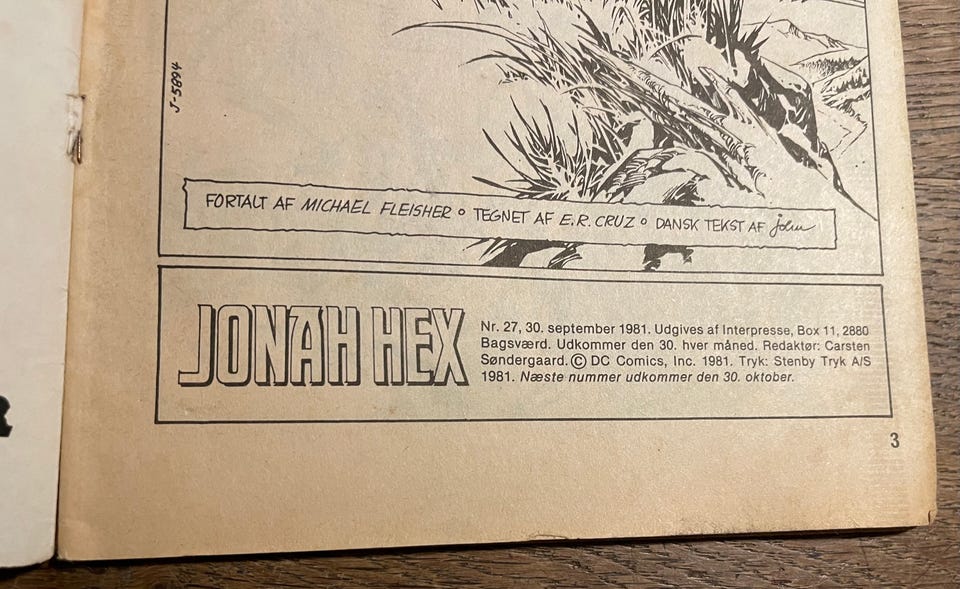 J-5894
FORTALT AF MICHAEL FLEISHER o TEGNET AF E.R. CRUZ o DANSK TEKST AF john
JONAH HEX
Nr. 27, 30. september 1981. Udgives af Interpresse, Box 11, 2880
Bagsværd. Udkommer den 30. hver måned. Redaktør: Carsten
Søndergaard. © DC Comics, Inc. 1981. Tryk: Stenby Tryk A/S
1981. Næste nummer udkommer den 30. oktober.
3